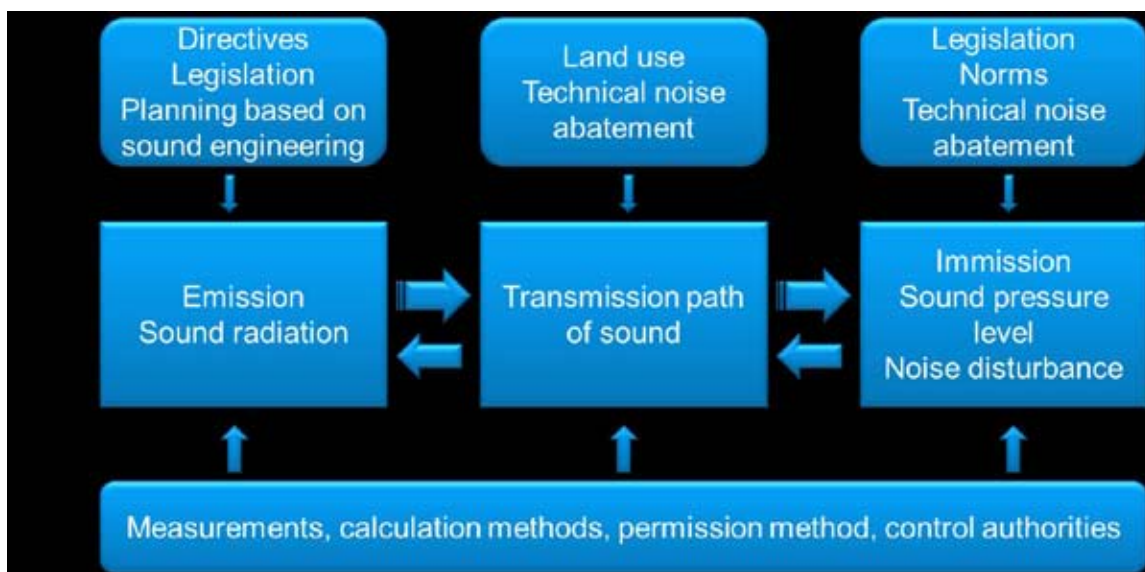 Directives
Legislation
Planning based on
sound engineering
Land use
Technical noise
abatement
Legislation
Norms
Technical noise
abatement
Emission
Sound radiation
Transmission path
of sound
Immission
Sound pressure
level
Noise disturbance
Measurements, calculation methods, permission method, control authorities